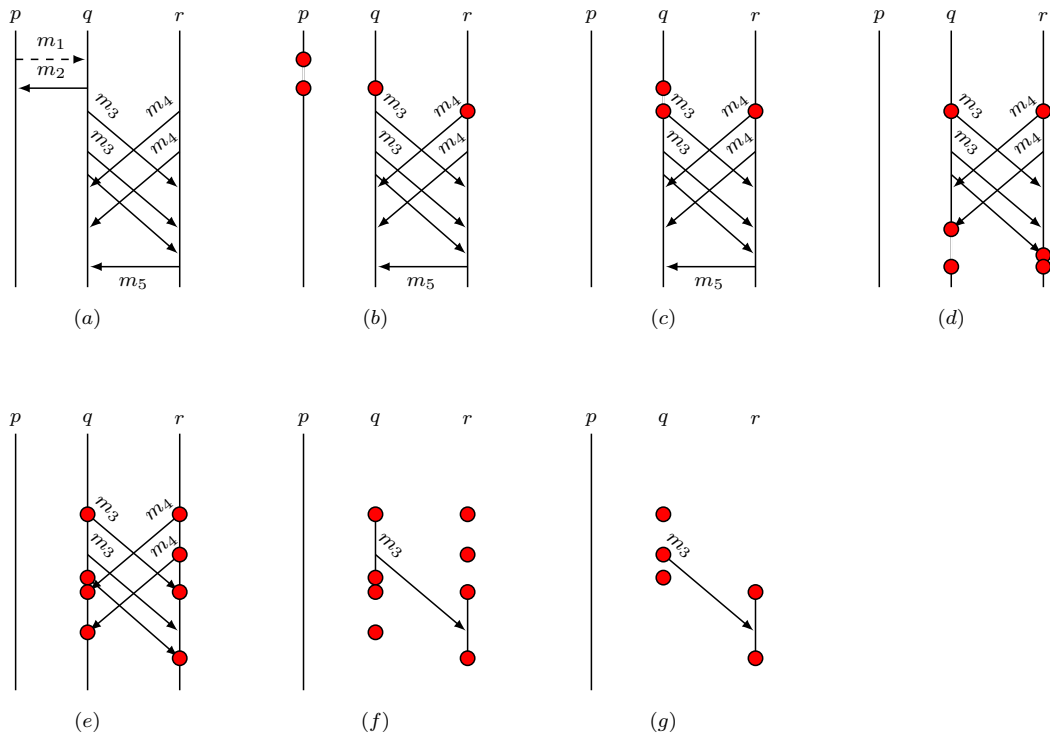 p q r p q r p q r p q r
m₁
m₂
m₃ m₄ m₃ m₄ m₃ m₄ m₃ m₄
m₃ m₄ m₃ m₄ m₃ m₄ m₃ m₄
m₅ m₅ m₅
(a) (b) (c) (d)
p q r p q r p q r
m₃ m₄
m₃ m₄ m₃ m₃
(e) (f) (g)